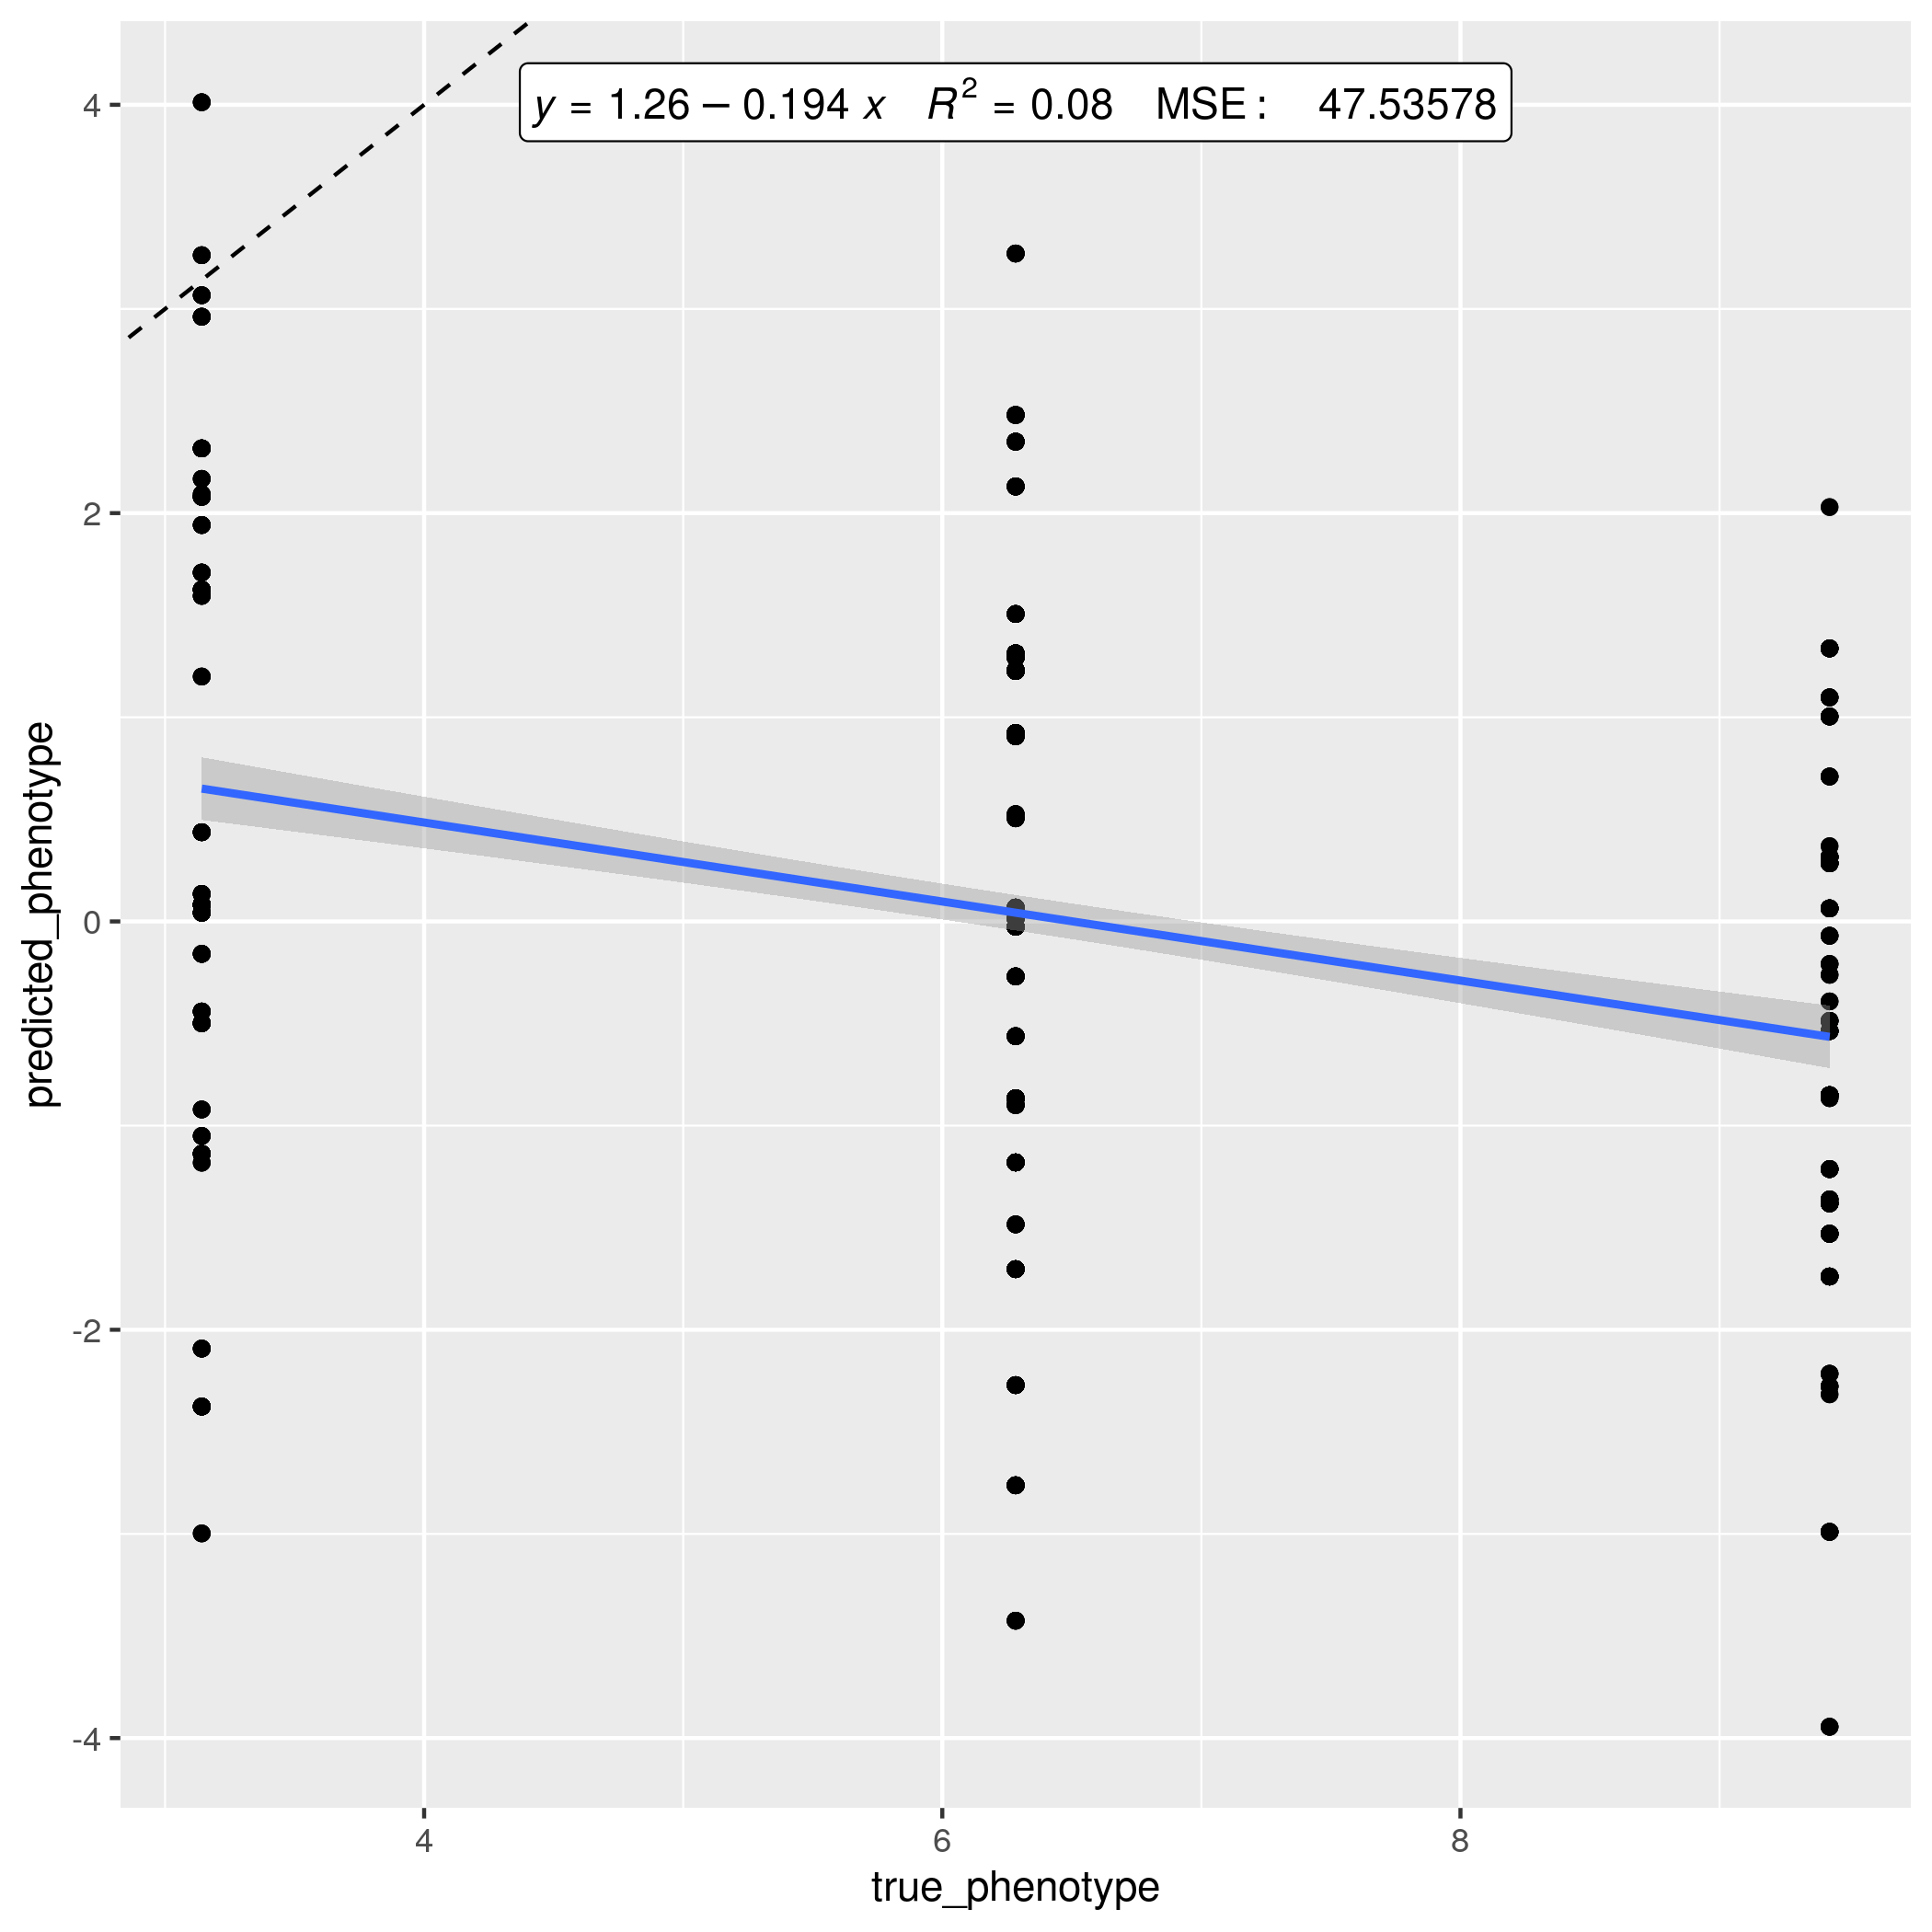 y = 1.26 − 0.194 x R² = 0.08 MSE : 47.53578
4
2
0
-2
-4
predicted_phenotype
4 6 8
true_phenotype